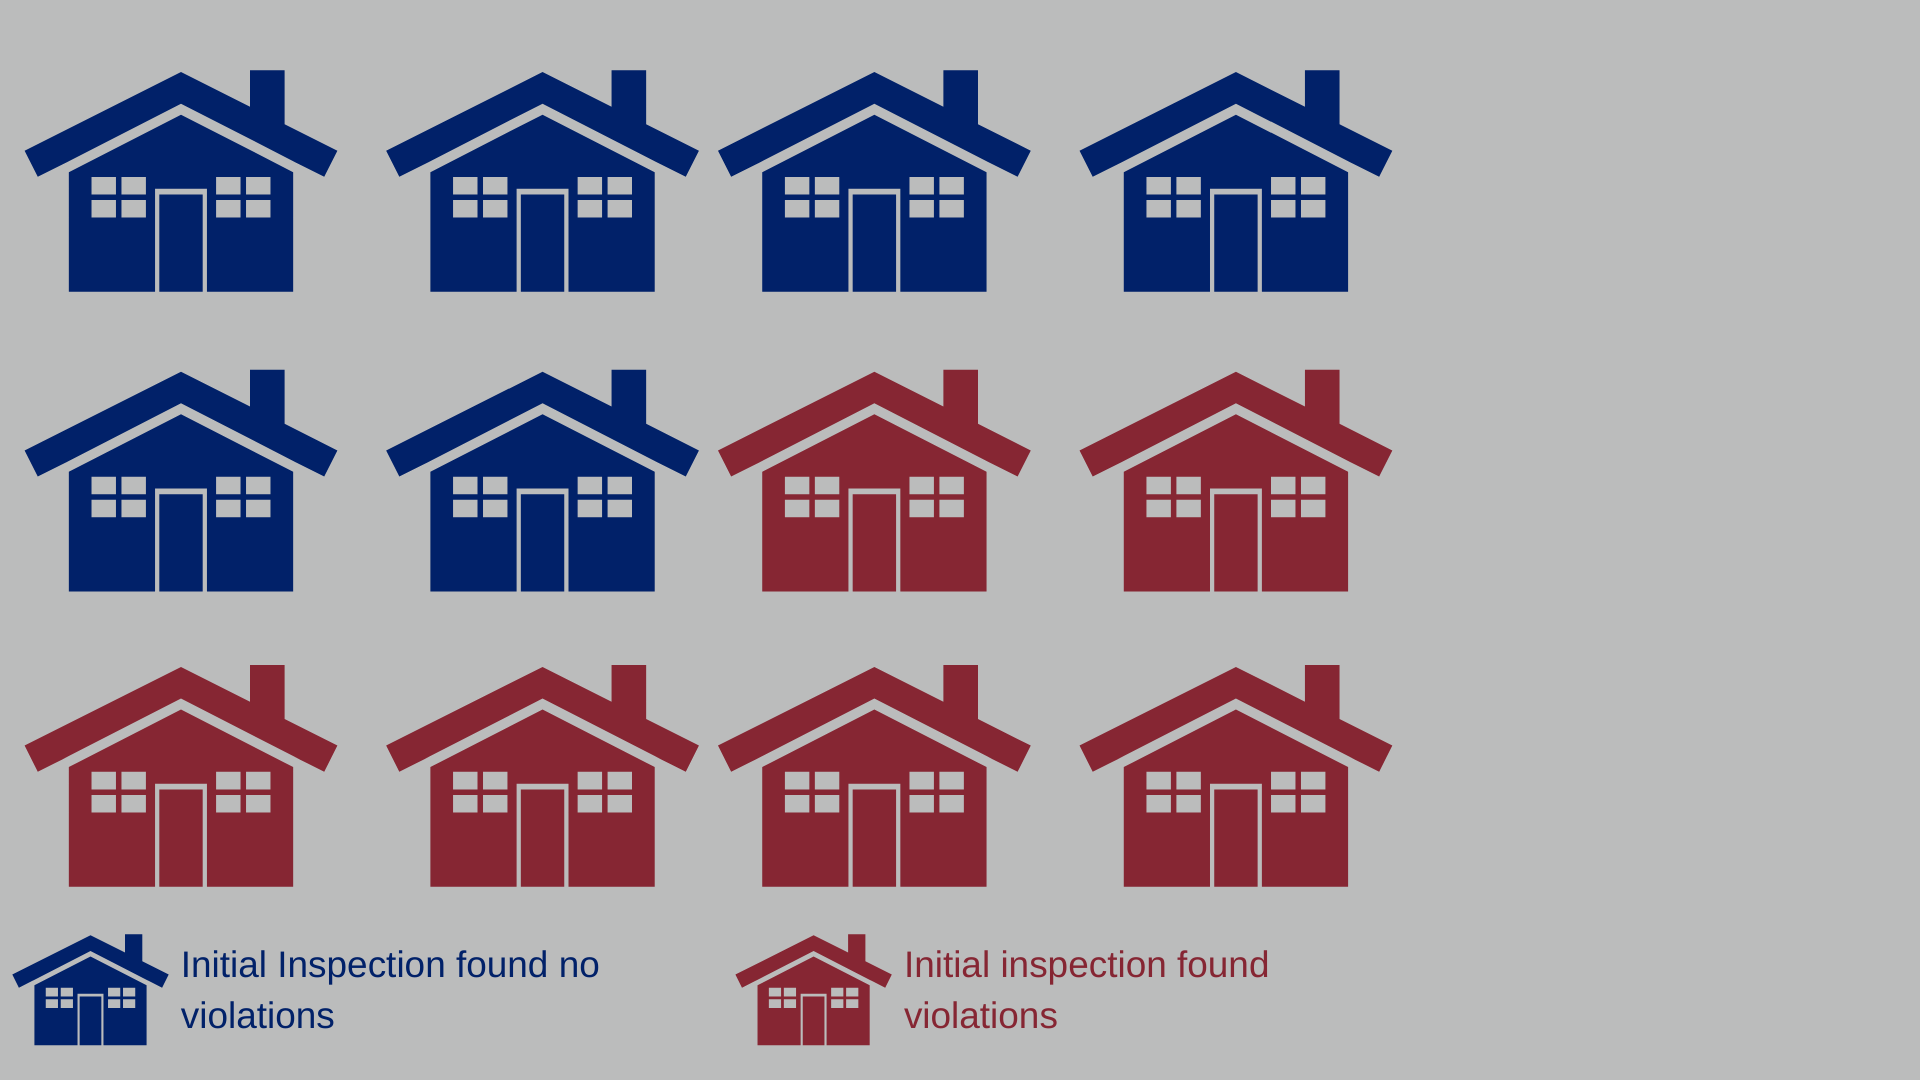 Initial Inspection found no
violations
Initial inspection found
violations